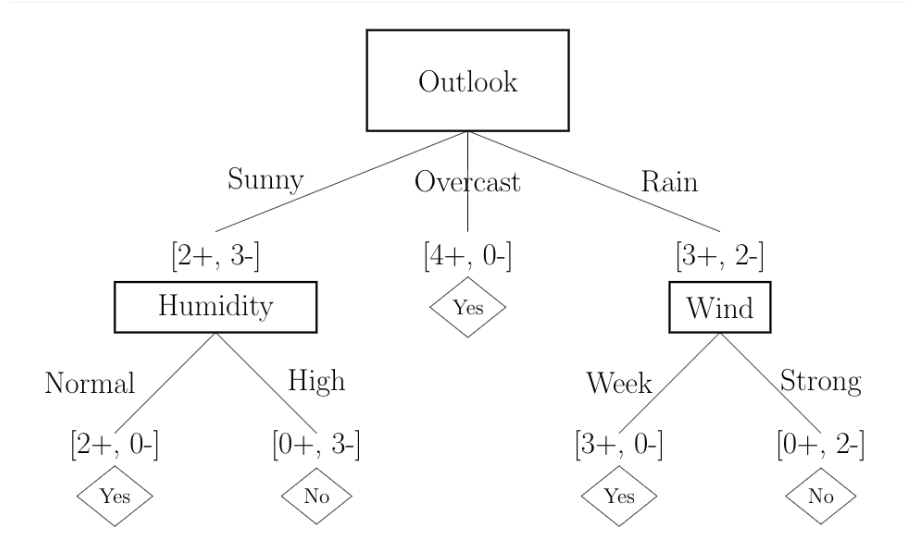 Outlook
Sunny Overcast Rain
[2+, 3-] [4+, 0-] [3+, 2-]
Humidity Yes Wind
Normal High Week Strong
[2+, 0-] [0+, 3-] [3+, 0-] [0+, 2-]
Yes No Yes No